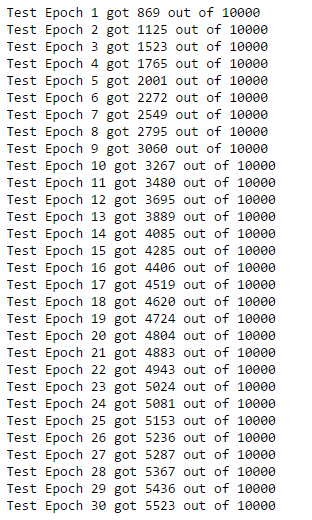 Test Epoch 1 got 869 out of 10000
Test Epoch 2 got 1125 out of 10000
Test Epoch 3 got 1523 out of 10000
Test Epoch 4 got 1765 out of 10000
Test Epoch 5 got 2001 out of 10000
Test Epoch 6 got 2272 out of 10000
Test Epoch 7 got 2549 out of 10000
Test Epoch 8 got 2795 out of 10000
Test Epoch 9 got 3060 out of 10000
Test Epoch 10 got 3267 out of 10000
Test Epoch 11 got 3480 out of 10000
Test Epoch 12 got 3695 out of 10000
Test Epoch 13 got 3889 out of 10000
Test Epoch 14 got 4085 out of 10000
Test Epoch 15 got 4285 out of 10000
Test Epoch 16 got 4406 out of 10000
Test Epoch 17 got 4519 out of 10000
Test Epoch 18 got 4620 out of 10000
Test Epoch 19 got 4724 out of 10000
Test Epoch 20 got 4804 out of 10000
Test Epoch 21 got 4883 out of 10000
Test Epoch 22 got 4943 out of 10000
Test Epoch 23 got 5024 out of 10000
Test Epoch 24 got 5081 out of 10000
Test Epoch 25 got 5153 out of 10000
Test Epoch 26 got 5236 out of 10000
Test Epoch 27 got 5287 out of 10000
Test Epoch 28 got 5367 out of 10000
Test Epoch 29 got 5436 out of 10000
Test Epoch 30 got 5523 out of 10000